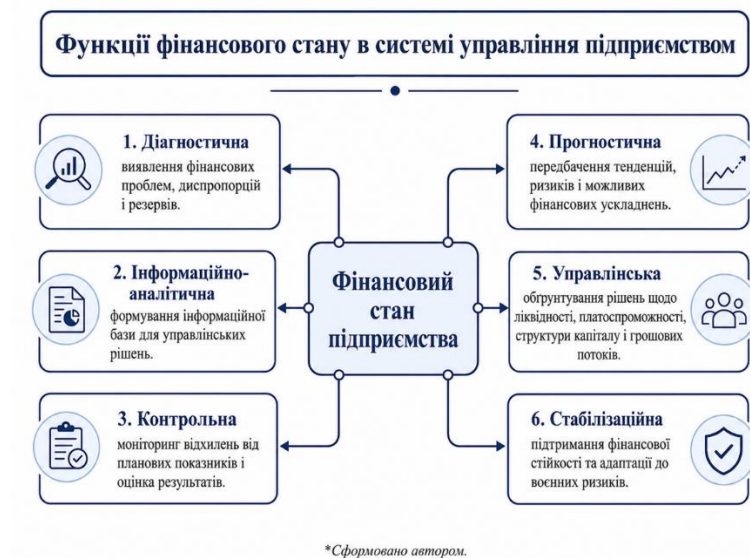 Функції фінансового стану в системі управління підприємством
1. Діагностична
виявлення фінансових
проблем, диспропорцій
і резервів.
2. Інформаційно-
аналітична
формування інформаційної
бази для управлінських
рішень.
3. Контрольна
моніторинг відхилень від
планових показників і
оцінка результатів.
Фінансовий
стан
підприємства
4. Прогностична
передбачення тенденцій,
ризиків і можливих
фінансових ускладнень.
5. Управлінська
обґрунтування рішень щодо
ліквідності, платоспроможності,
структури капіталу і грошових
потоків.
6. Стабілізаційна
підтримання фінансової
стійкості та адаптації до
воєнних ризиків.
*Сформовано автором.